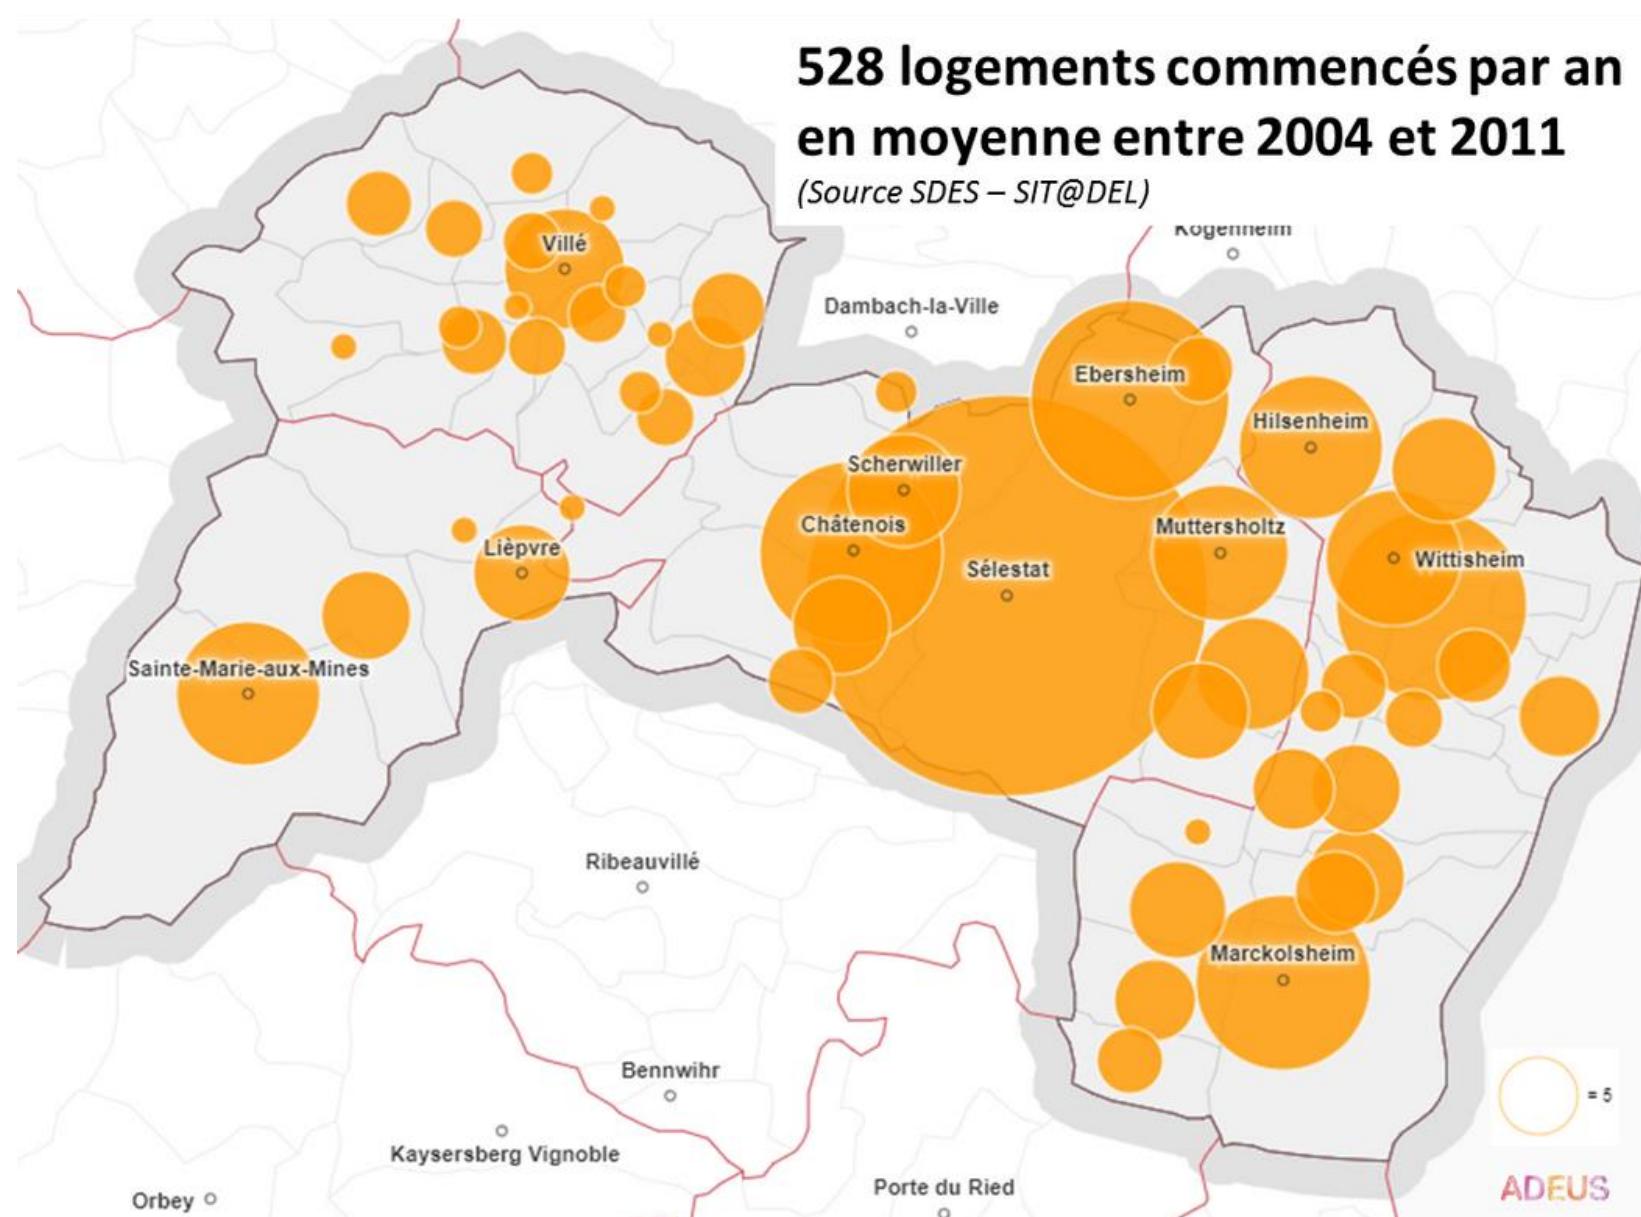 528 logements commencés par an
en moyenne entre 2004 et 2011
(Source SDES – SIT@DEL)
Kogenheim
Villé
Dambach-la-Ville
Ebersheim
Hilsenheim
Scherwiller
Châtenois
Muttersholtz
Lièpvre
Wittisheim
Sélestat
Sainte-Marie-aux-Mines
Ribeauvillé
Marckolsheim
Bennwihr
= 5
Kaysersberg Vignoble
Porte du Ried
ADEUS
Orbey